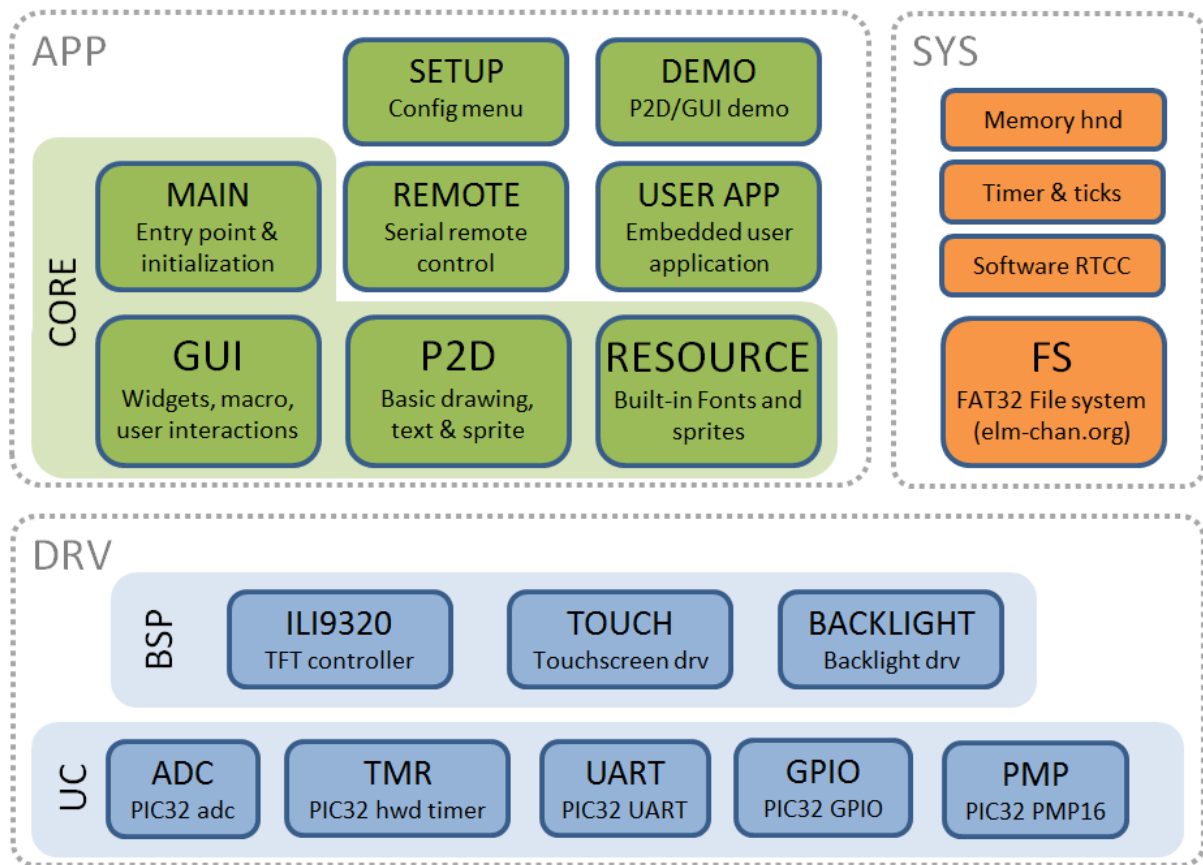 APP
SETUP
Config menu
DEMO
P2D/GUI demo
CORE
MAIN
Entry point &
initialization
REMOTE
Serial remote
control
USER APP
Embedded user
application
GUI
Widgets, macro,
user interactions
P2D
Basic drawing,
text & sprite
RESOURCE
Built-in Fonts and
sprites
SYS
Memory hnd
Timer & ticks
Software RTCC
FS
FAT32 File system
(elm-chan.org)
DRV
BSP
ILI9320
TFT controller
TOUCH
Touchscreen drv
BACKLIGHT
Backlight drv
UC
ADC
PIC32 adc
TMR
PIC32 hwd timer
UART
PIC32 UART
GPIO
PIC32 GPIO
PMP
PIC32 PMP16